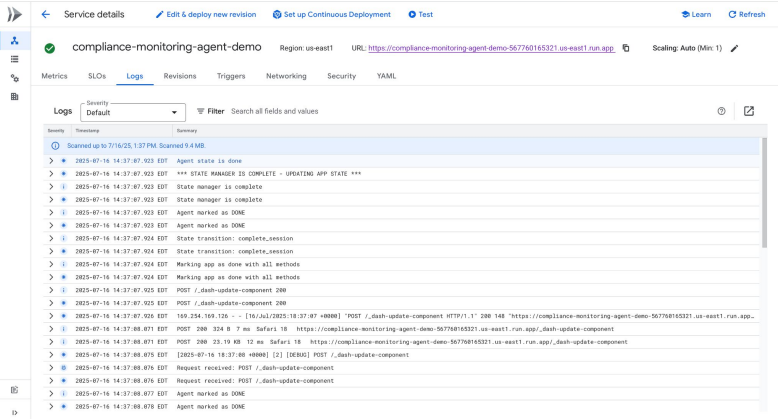 Service details
Edit & deploy new revision
Set up Continuous Deployment
Test
Learn
Refresh
compliance-monitoring-agent-demo
Region: us-east1
URL: https://compliance-monitoring-agent-demo-567760165321.us-east1.run.app
Scaling: Auto (Min: 1)
Metrics SLOs Logs Revisions Triggers Networking Security YAML
Logs
Severity
Default
Filter Search all fields and values
Severity Timestamp Summary
Scanned up to 7/16/25, 1:37 PM. Scanned 9.4 MB.
2025-07-16 14:37:07.923 EDT Agent state is done
2025-07-16 14:37:07.923 EDT *** STATE MANAGER IS COMPLETE - UPDATING APP STATE ***
2025-07-16 14:37:07.923 EDT State manager is complete
2025-07-16 14:37:07.923 EDT State manager is complete
2025-07-16 14:37:07.923 EDT Agent marked as DONE
2025-07-16 14:37:07.923 EDT Agent marked as DONE
2025-07-16 14:37:07.924 EDT State transition: complete_session
2025-07-16 14:37:07.924 EDT State transition: complete_session
2025-07-16 14:37:07.924 EDT Marking app as done with all methods
2025-07-16 14:37:07.924 EDT Marking app as done with all methods
2025-07-16 14:37:07.925 EDT POST /_dash-update-component 200
2025-07-16 14:37:07.925 EDT POST /_dash-update-component 200
2025-07-16 14:37:07.926 EDT 169.254.169.126 - - [16/Jul/2025:18:37:07 +0000] "POST /_dash-update-component HTTP/1.1" 200 148 "https://compliance-monitoring-agent-demo-567760165321.us-east1.run.app…
2025-07-16 14:37:08.071 EDT POST 200 324 B 7 ms Safari 18 https://compliance-monitoring-agent-demo-567760165321.us-east1.run.app/_dash-update-component
2025-07-16 14:37:08.071 EDT POST 200 23.19 KB 12 ms Safari 18 https://compliance-monitoring-agent-demo-567760165321.us-east1.run.app/_dash-update-component
2025-07-16 14:37:08.075 EDT [2025-07-16 18:37:08 +0000] [2] [DEBUG] POST /_dash-update-component
2025-07-16 14:37:08.076 EDT Request received: POST /_dash-update-component
2025-07-16 14:37:08.076 EDT Request received: POST /_dash-update-component
2025-07-16 14:37:08.077 EDT Agent marked as DONE
2025-07-16 14:37:08.078 EDT Agent marked as DONE